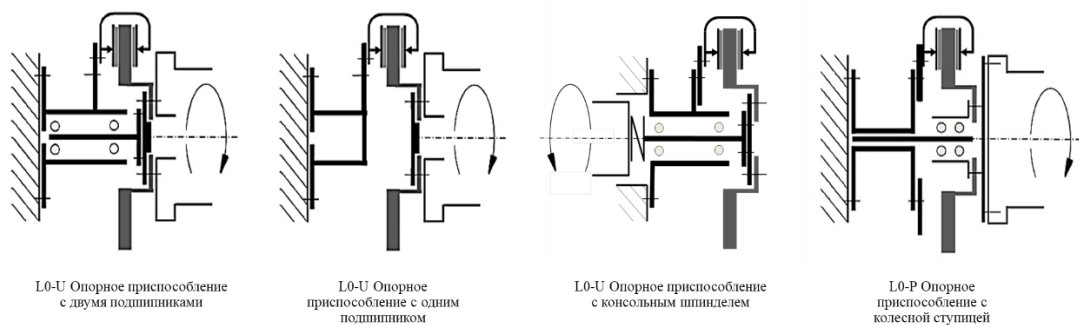 L0-U Опорное приспособление
с двумя подшипниками
L0-U Опорное
приспособление с одним
подшипником
L0-U Опорное приспособление
с консольным шпинделем
L0-P Опорное
приспособление с
колесной ступицей